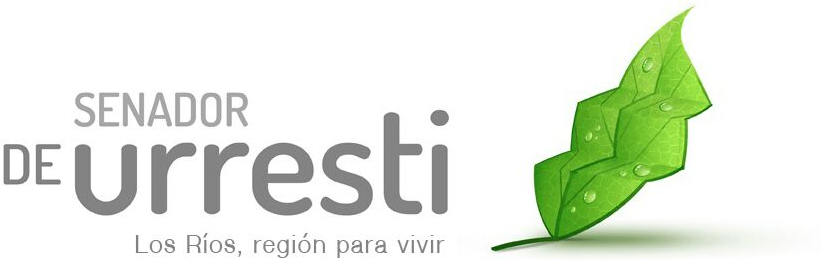 SENADOR
DE urresti
Los Ríos, región para vivir